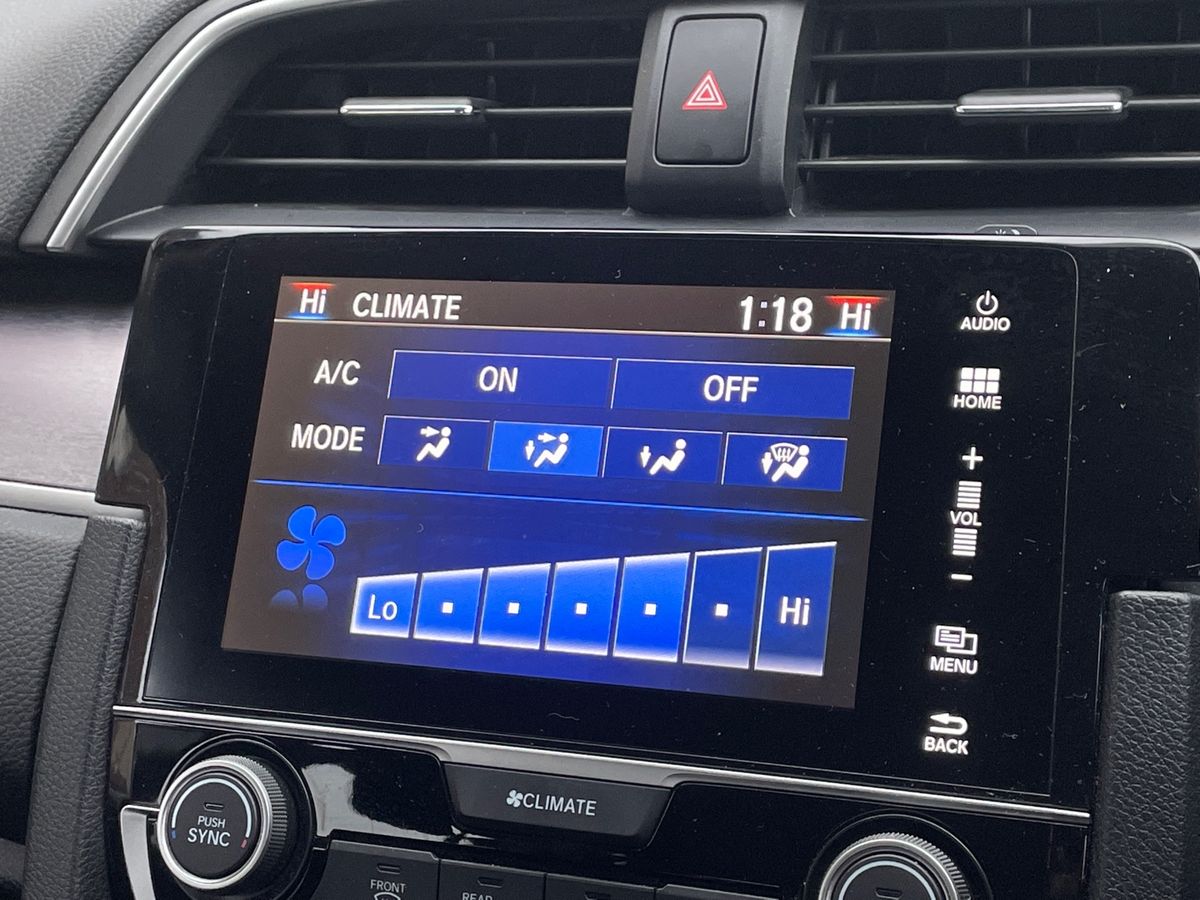 Hi CLIMATE 1:18 Hi
AUDIO
A/C ON OFF
HOME
MODE
+
VOL
-
Lo Hi
MENU
BACK
CLIMATE
PUSH
SYNC
FRONT
REAR